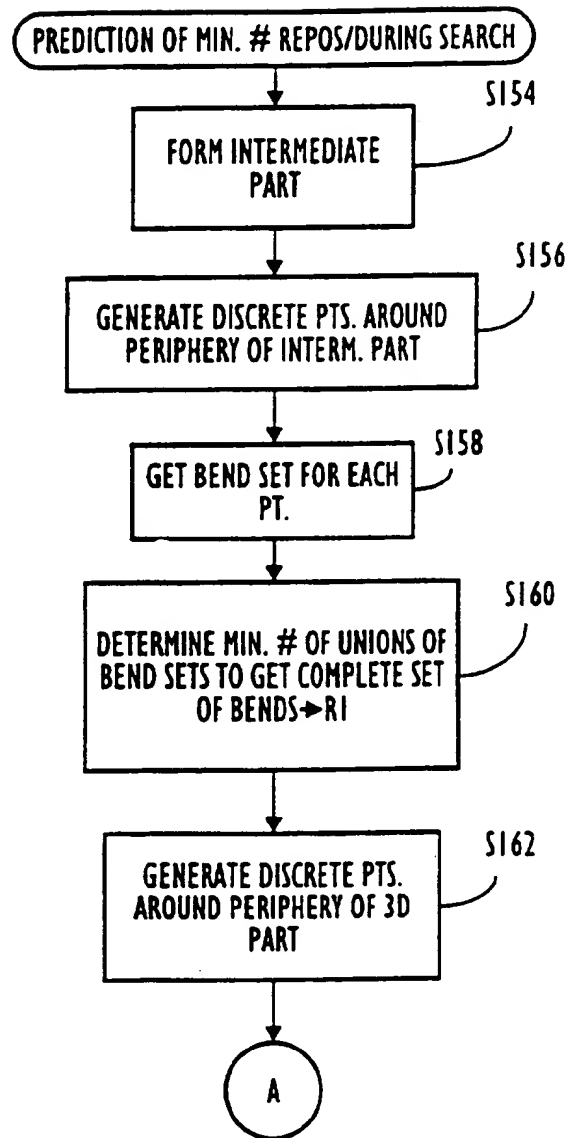 PREDICTION OF MIN. # REPOS/DURING SEARCH
S154
FORM INTERMEDIATE
PART
S156
GENERATE DISCRETE PTS. AROUND
PERIPHERY OF INTERM. PART
S158
GET BEND SET FOR EACH
PT.
S160
DETERMINE MIN. # OF UNIONS OF
BEND SETS TO GET COMPLETE SET
OF BENDS→R1
S162
GENERATE DISCRETE PTS.
AROUND PERIPHERY OF 3D
PART
A